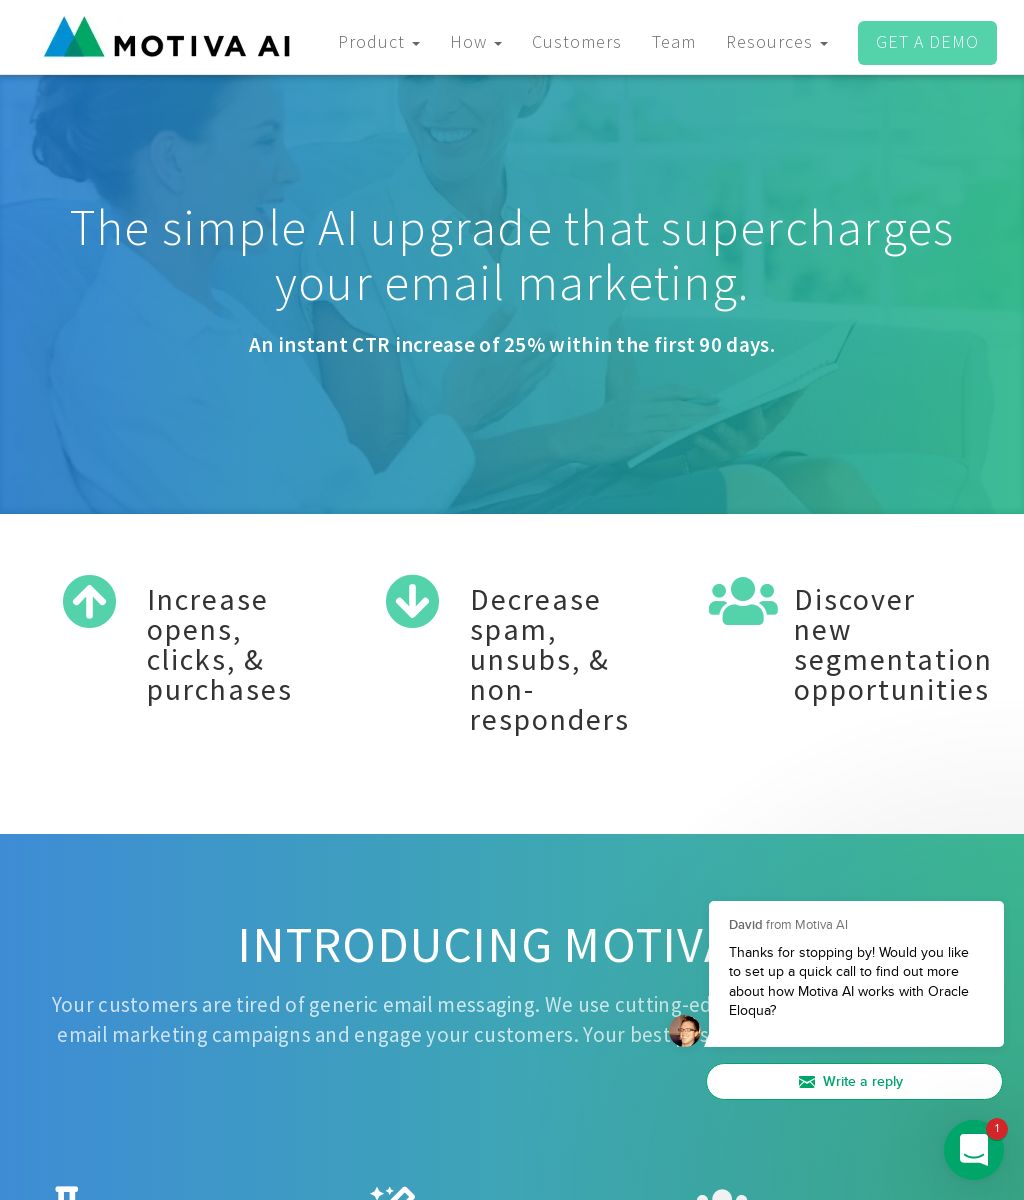 MOTIVA AI
Product
How
Customers
Team
Resources
GET A DEMO
The simple AI upgrade that supercharges
your email marketing.
An instant CTR increase of 25% within the first 90 days.
Increase
opens,
clicks, &
purchases
Decrease
spam,
unsubs, &
non-
responders
Discover
new
segmentation
opportunities
INTRODUCING MOTIVA
Your customers are tired of generic email messaging. We use
email marketing campaigns and engage your customers. Your best
David from Motiva AI
Thanks for stopping by! Would you like
to set up a quick call to find out more
about how Motiva AI works with Oracle
Eloqua?
Write a reply
1